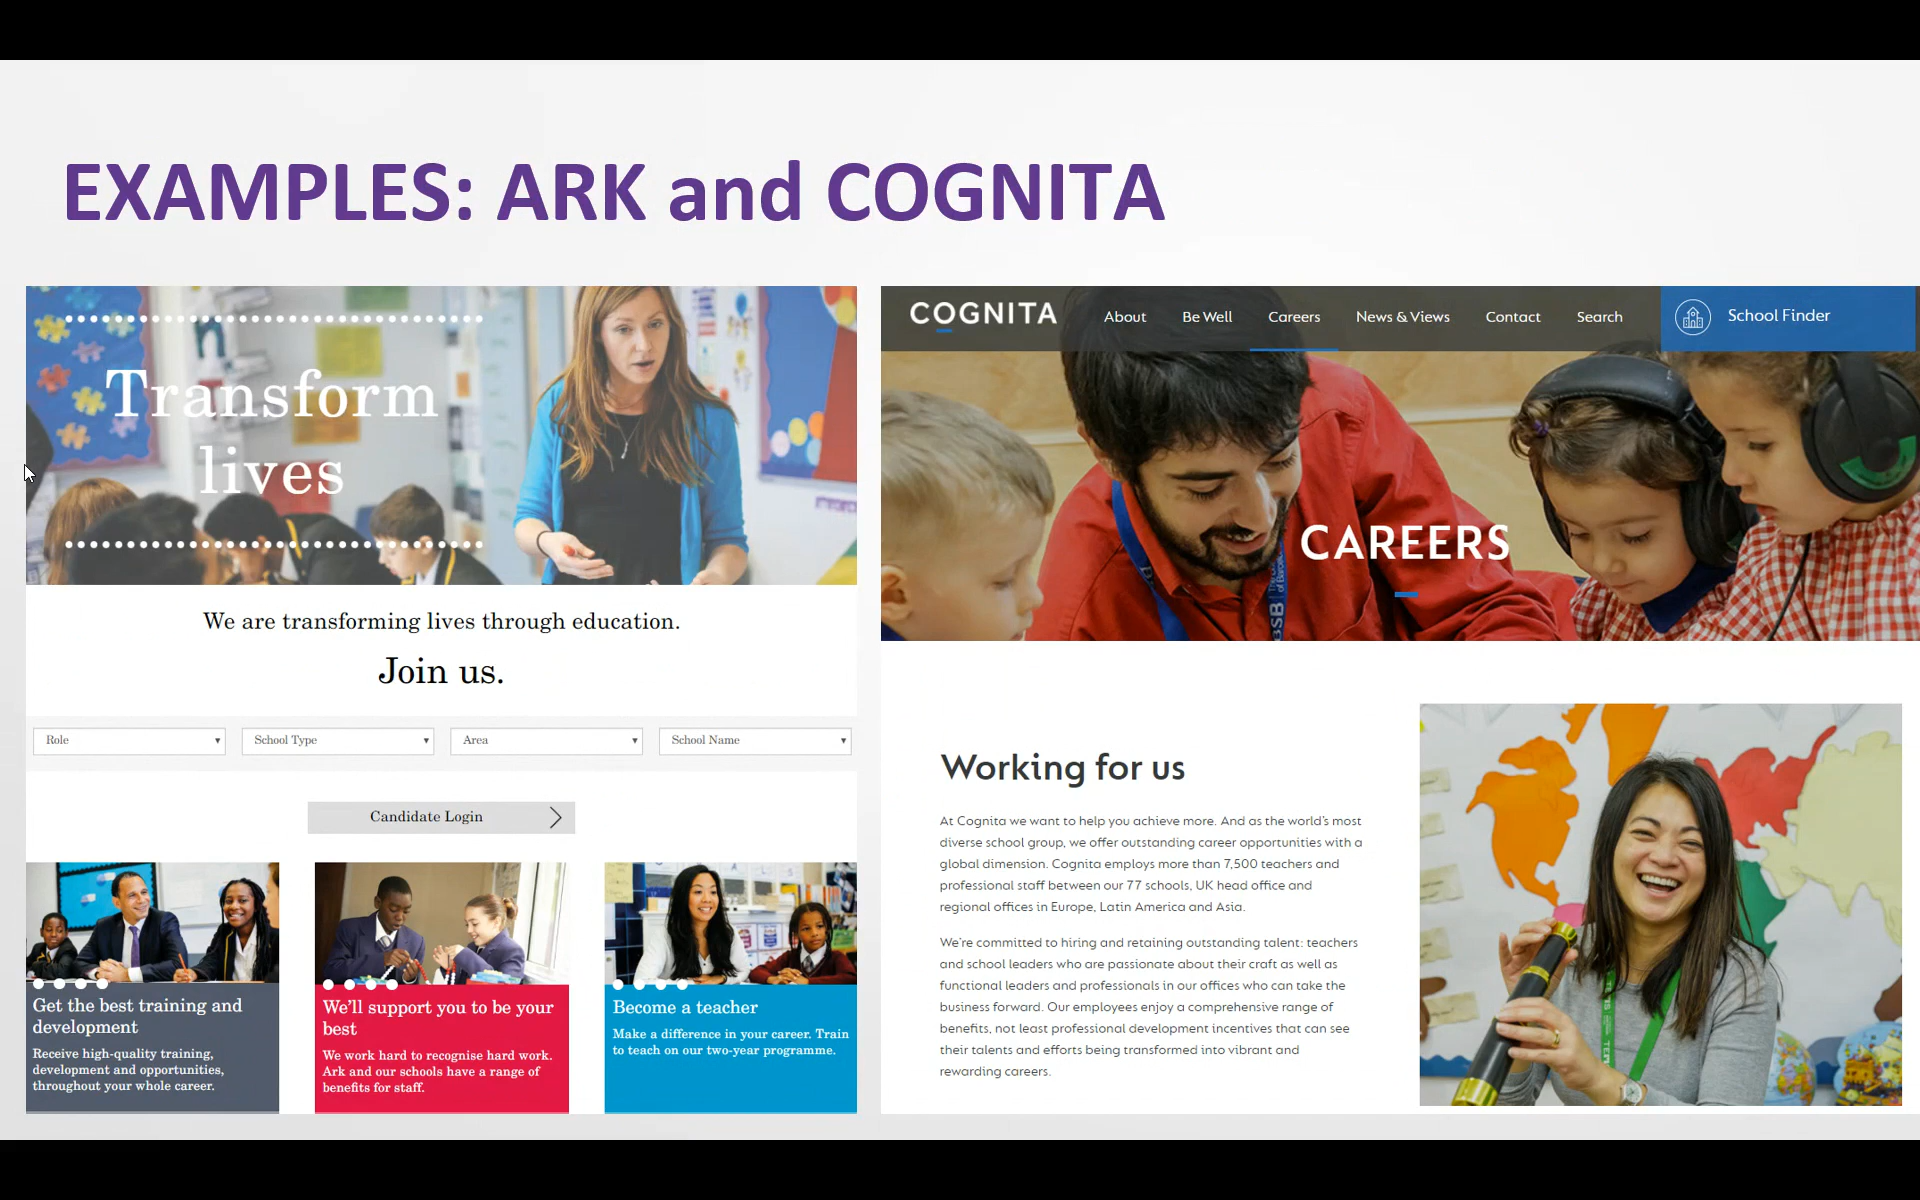 EXAMPLES: ARK and COGNITA
Transform
lives
We are transforming lives through education.
Join us.
Role
School Type
Area
School Name
Candidate Login
Get the best training and
development
Receive high-quality training,
development and opportunities,
throughout your whole career.
We'll support you to be your
best
We work hard to recognise hard work.
Ark and our schools have a range of
benefits for staff.
Become a teacher
Make a difference in your career. Train
to teach on our two-year programme.
COGNITA
About
Be Well
Careers
News & Views
Contact
Search
School Finder
CAREERS
Working for us
At Cognita we want to help you achieve more. And as the world's most
diverse school group, we offer outstanding career opportunities with a
global dimension. Cognita employs more than 7,500 teachers and
professional staff between our 77 schools, UK head office and
regional offices in Europe, Latin America and Asia.
We're committed to hiring and retaining outstanding talent: teachers
and school leaders who are passionate about their craft as well as
functional leaders and professionals in our offices who can take the
business forward. Our employees enjoy a comprehensive range of
benefits, not least professional development incentives that can see
their talents and efforts being transformed into vibrant and
rewarding careers.